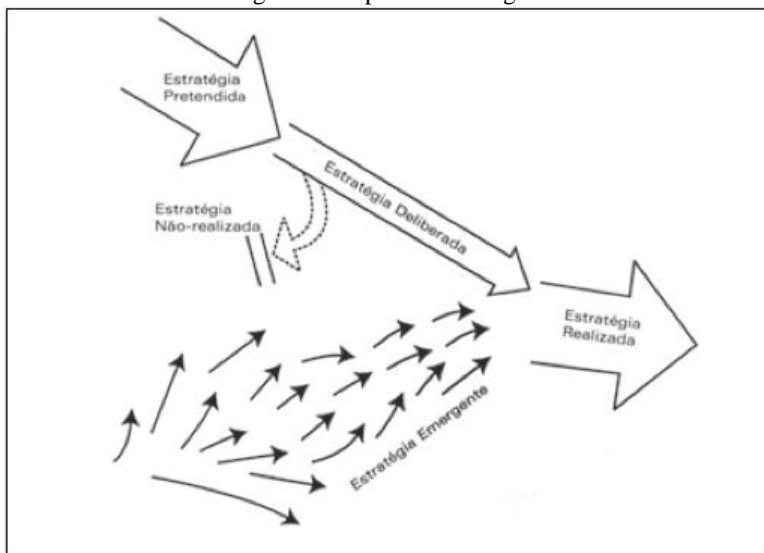 Estratégia
Pretendida
Estratégia Deliberada
Estratégia
Não-realizada
Estratégia
Realizada
Estratégia Emergente